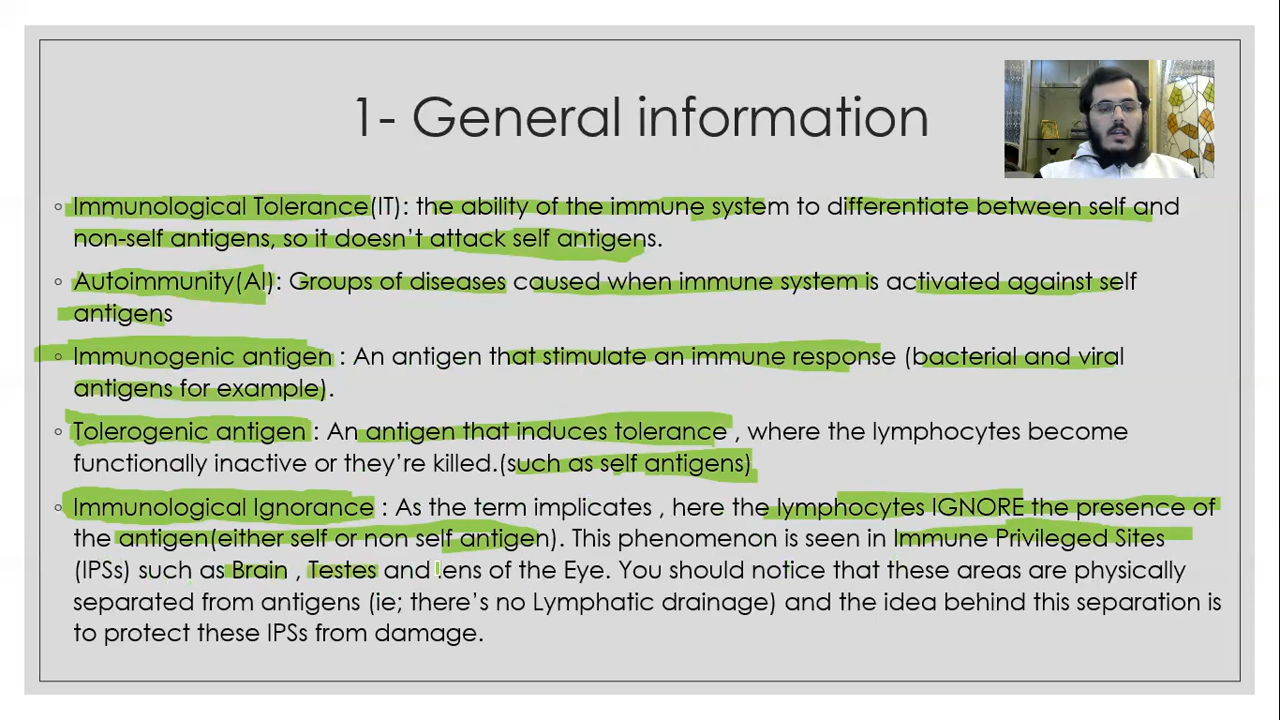 1- General information
◦ Immunological Tolerance(IT): the ability of the immune system to differentiate between self and
non-self antigens, so it doesn't attack self antigens.
◦ Autoimmunity(AI): Groups of diseases caused when immune system is activated against self
antigens
◦ Immunogenic antigen : An antigen that stimulate an immune response (bacterial and viral
antigens for example).
◦ Tolerogenic antigen : An antigen that induces tolerance , where the lymphocytes become
functionally inactive or they're killed.(such as self antigens)
◦ Immunological Ignorance : As the term implicates , here the lymphocytes IGNORE the presence of
the antigen(either self or non self antigen). This phenomenon is seen in Immune Privileged Sites
(IPSs) such as Brain , Testes and lens of the Eye. You should notice that these areas are physically
separated from antigens (ie; there's no Lymphatic drainage) and the idea behind this separation is
to protect these IPSs from damage.